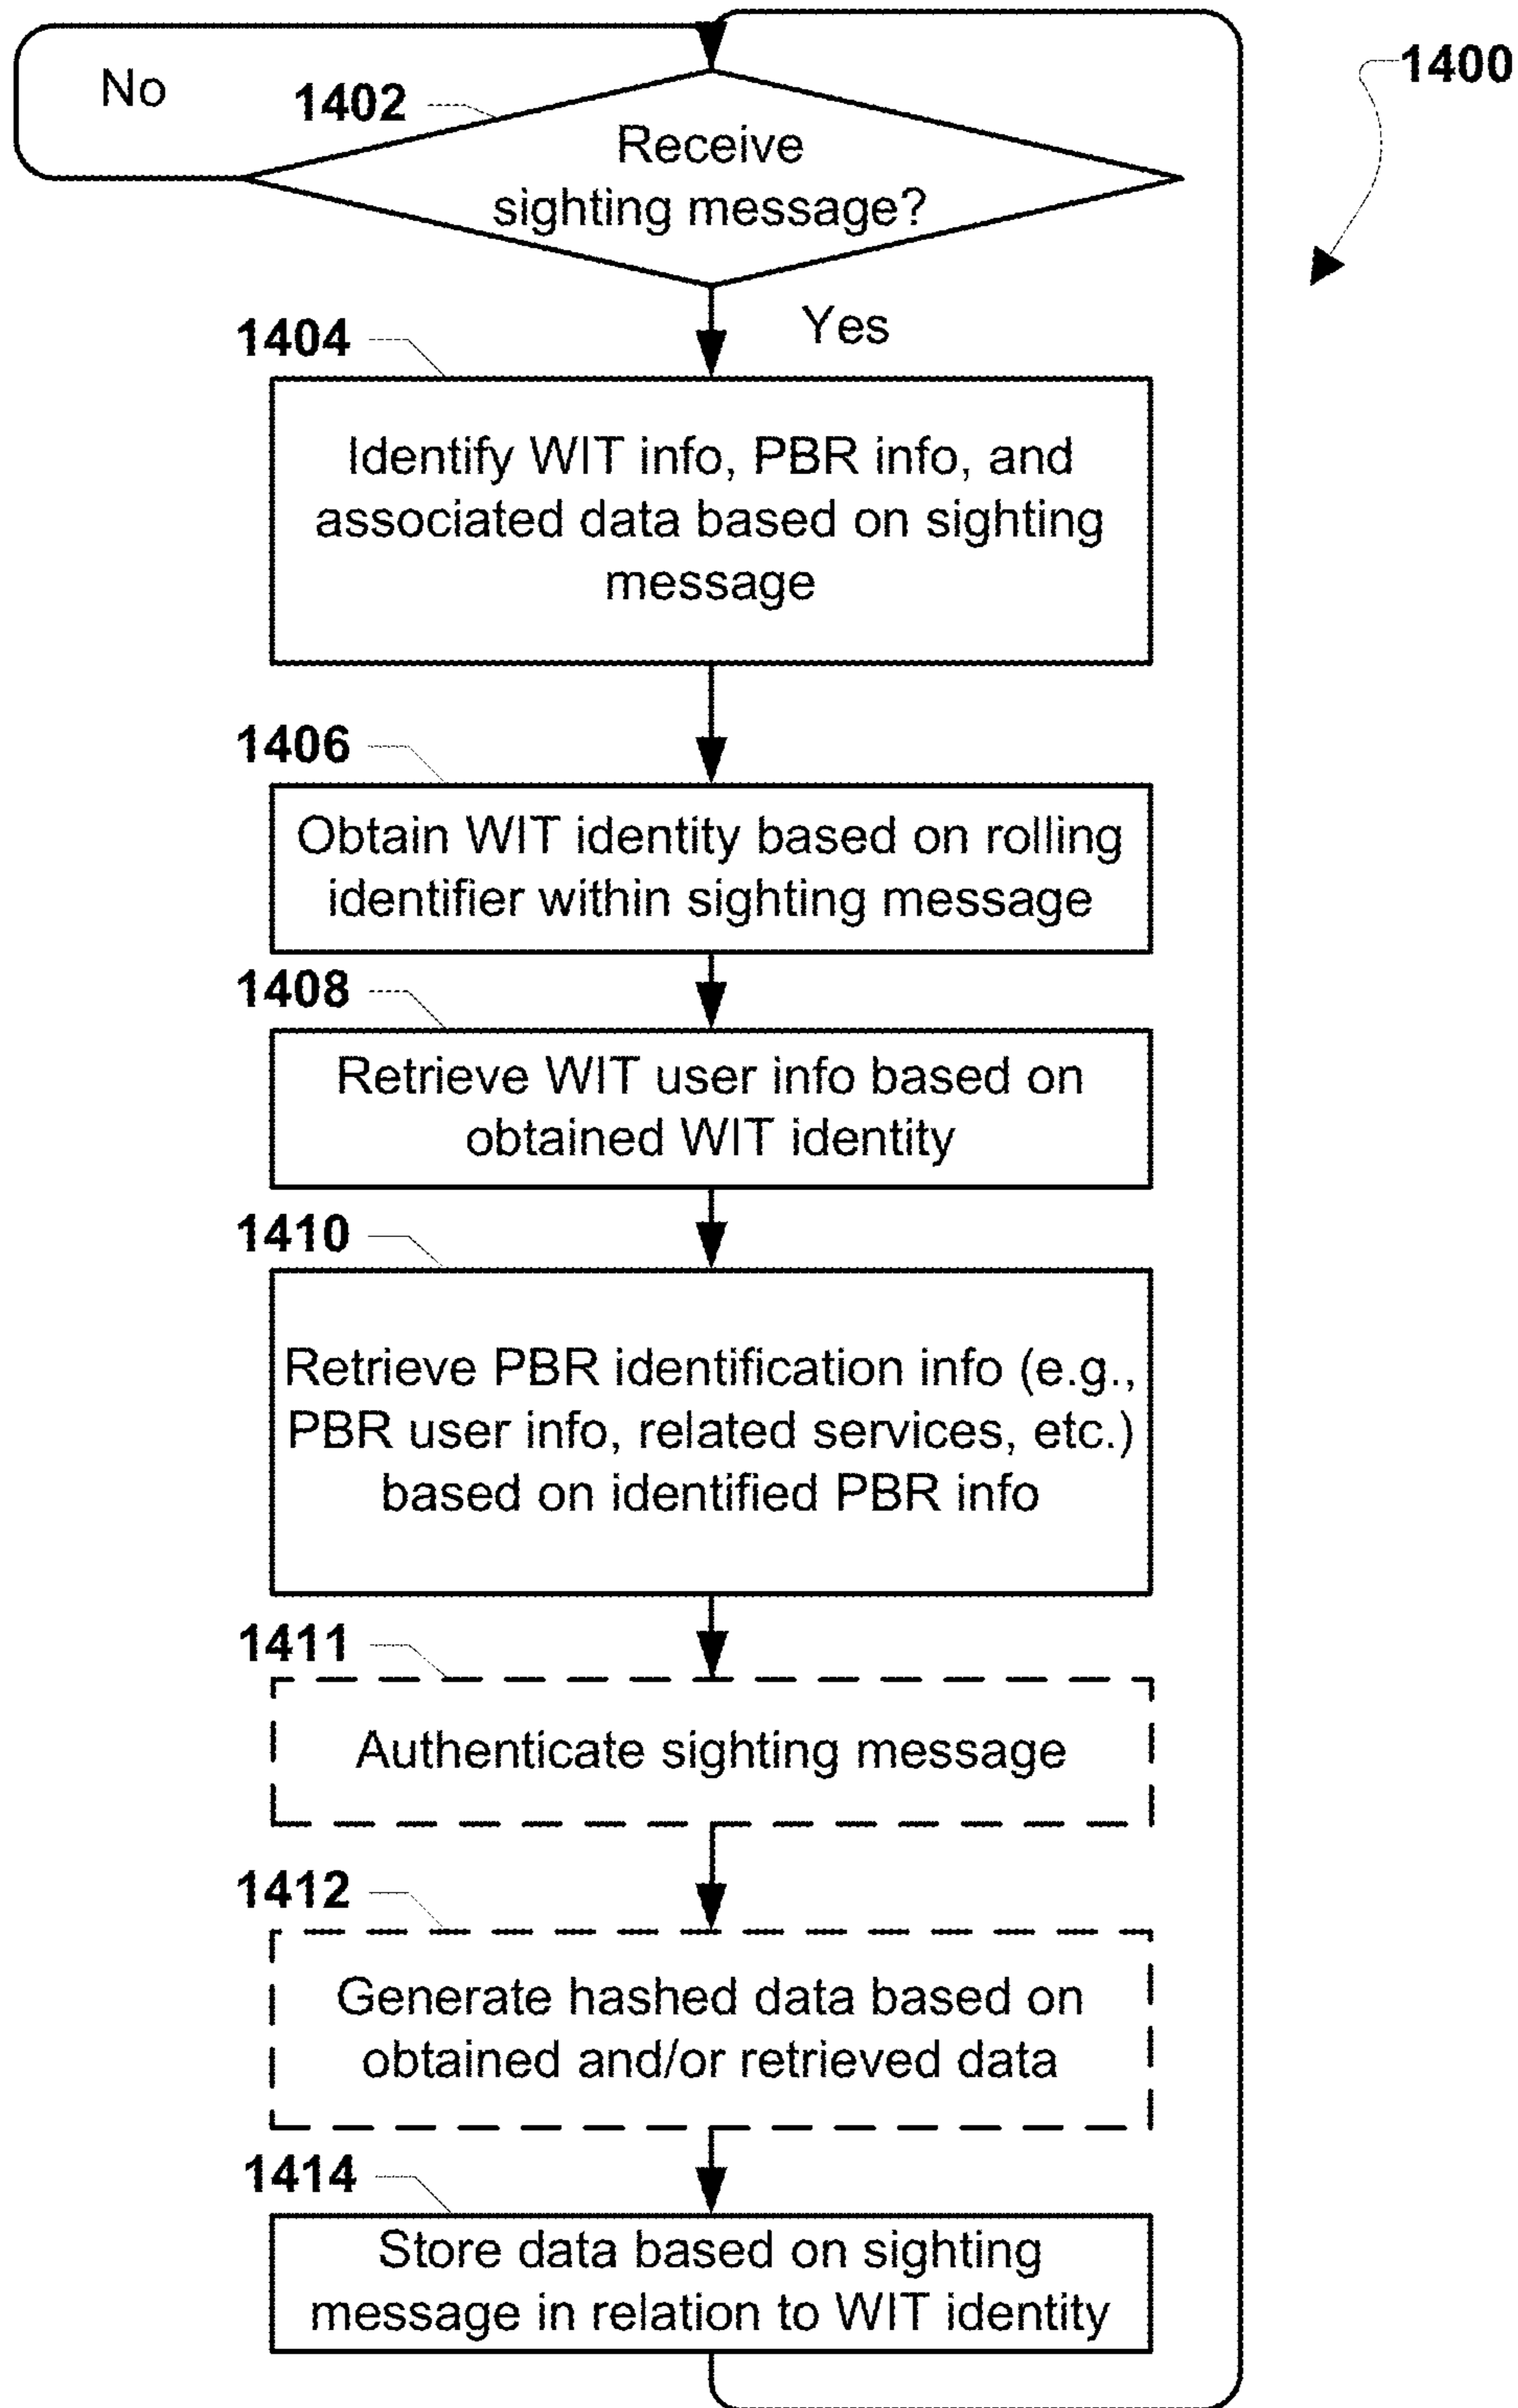 No
1402
1400
Receive
sighting message?
Yes
1404
Identify WIT info, PBR info, and
associated data based on sighting
message
1406
Obtain WIT identity based on rolling
identifier within sighting message
1408
Retrieve WIT user info based on
obtained WIT identity
1410
Retrieve PBR identification info (e.g.,
PBR user info, related services, etc.)
based on identified PBR info
1411
Authenticate sighting message
1412
Generate hashed data based on
obtained and/or retrieved data
1414
Store data based on sighting
message in relation to WIT identity